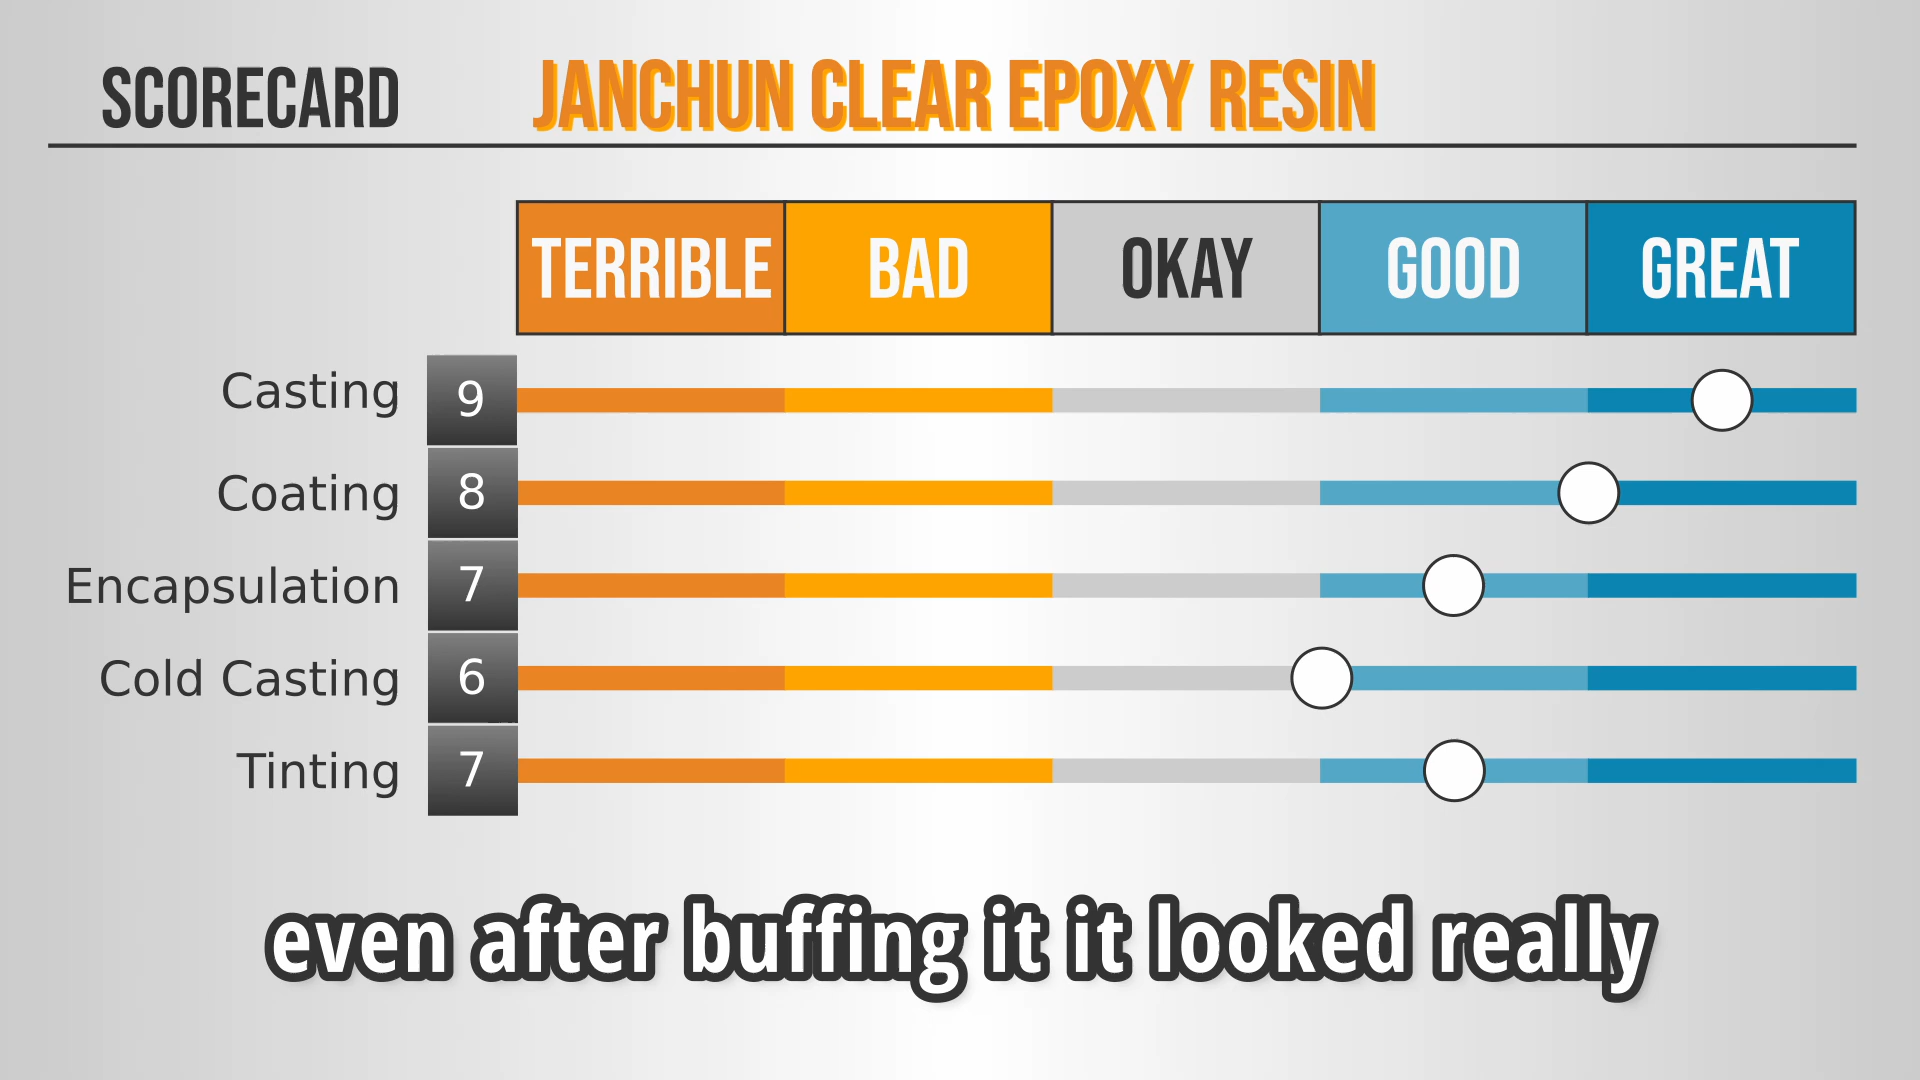 SCORECARD JANCHUN CLEAR EPOXY RESIN
TERRIBLE BAD OKAY GOOD GREAT
Casting 9
Coating 8
Encapsulation 7
Cold Casting 6
Tinting 7
even after buffing it it looked really